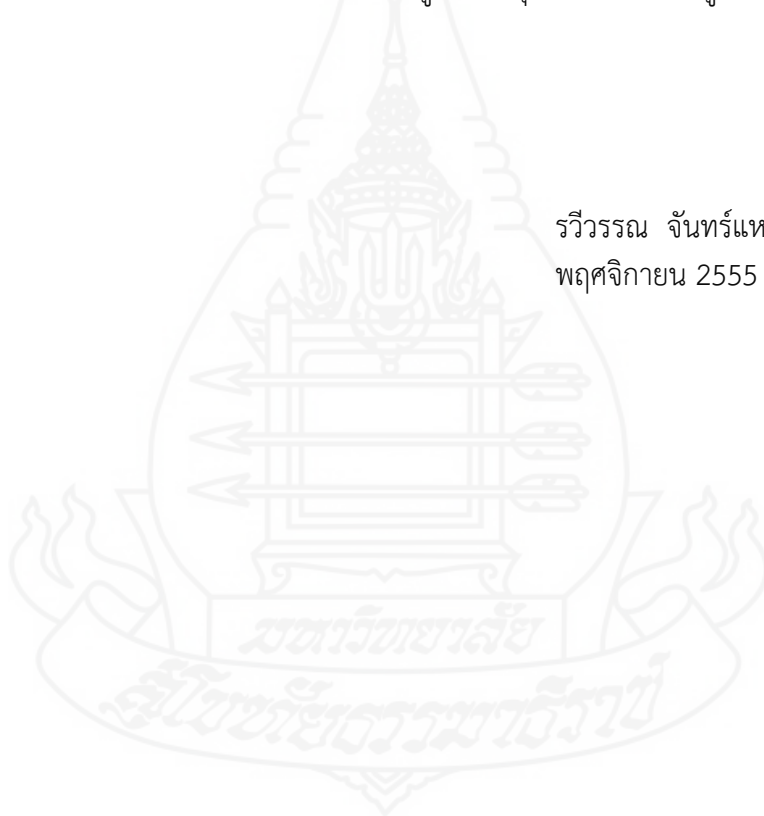 รวีวรรณ จันทร์แห
พฤศจิกายน 2555
มหาวิทยาลัย
สุโขทัยธรรมาธิราช